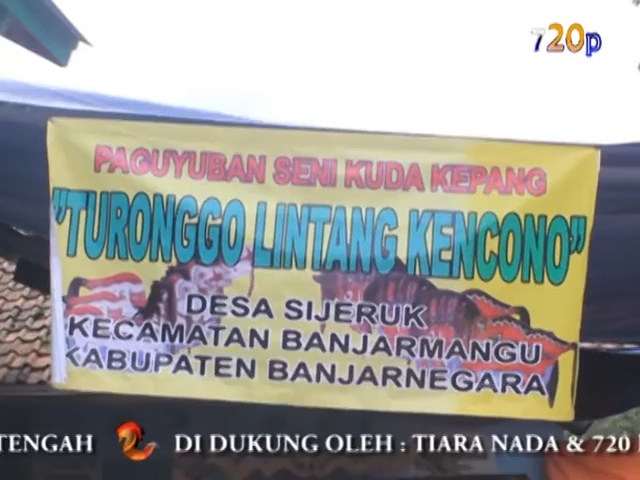 720p
PAGUYUBAN SENI KUDA KEPANG
"TURONGGO LINTANG KENCONO"
DESA SIJERUK
KECAMATAN BANJARMANGU
KABUPATEN BANJARNEGARA
TENGAH DI DUKUNG OLEH : TIARA NADA & 720